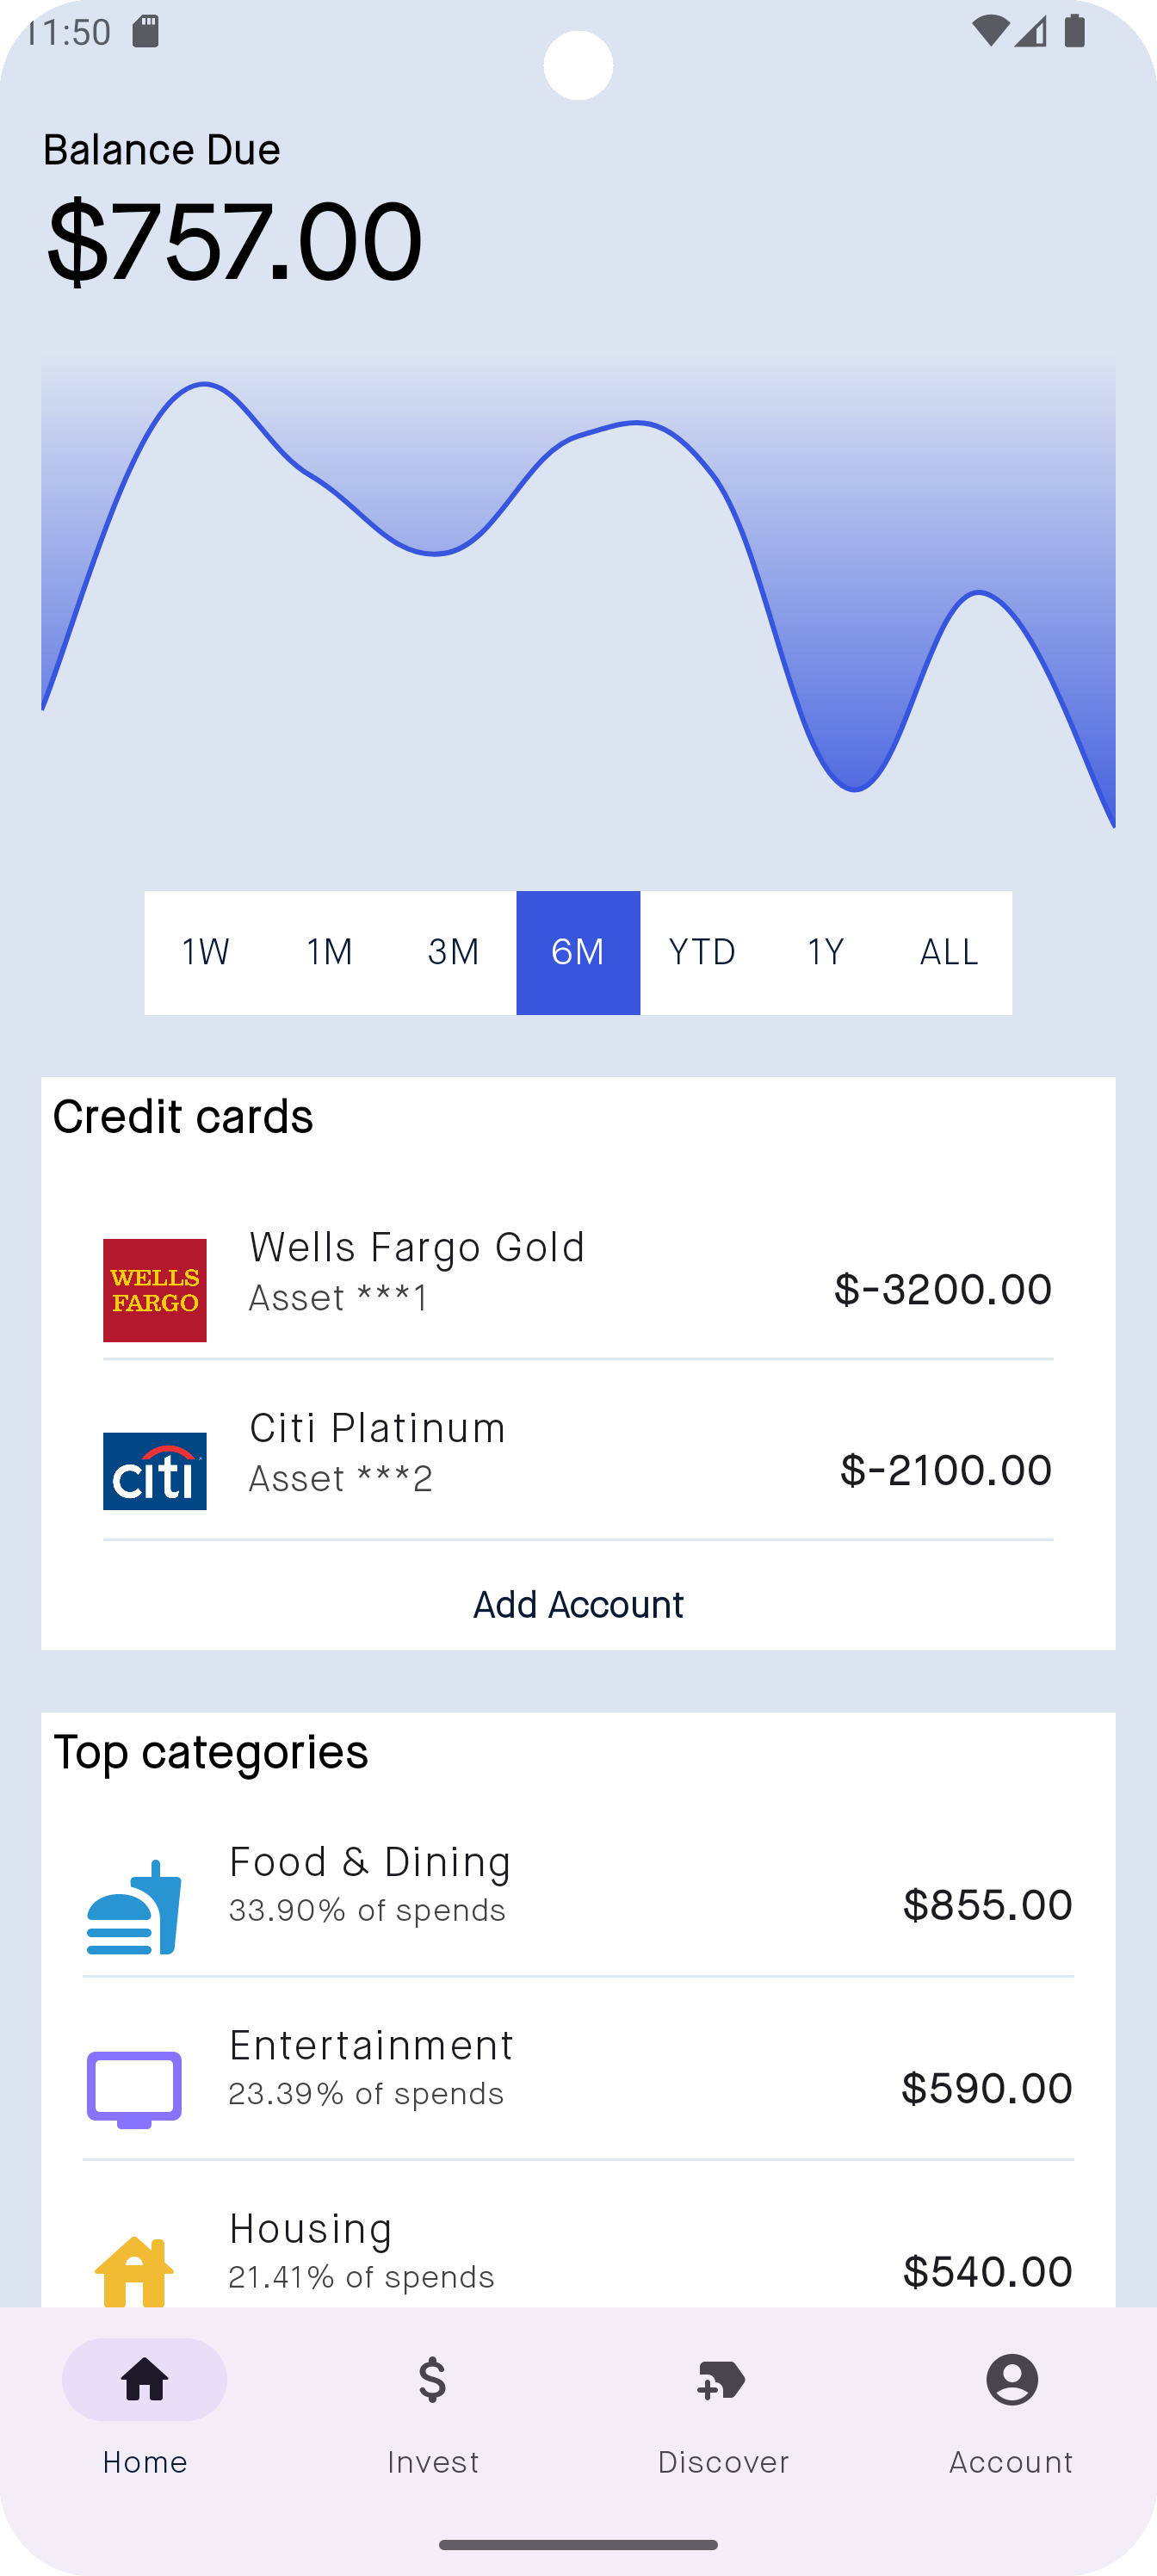 11:50
Balance Due
$757.00
1W 1M 3M 6M YTD 1Y ALL
Credit cards
WELLS
FARGO
Wells Fargo Gold
Asset ***1
$-3200.00
citi
Citi Platinum
Asset ***2
$-2100.00
Add Account
Top categories
Food & Dining
33.90% of spends
$855.00
Entertainment
23.39% of spends
$590.00
Housing
21.41% of spends
$540.00
Home Invest Discover Account